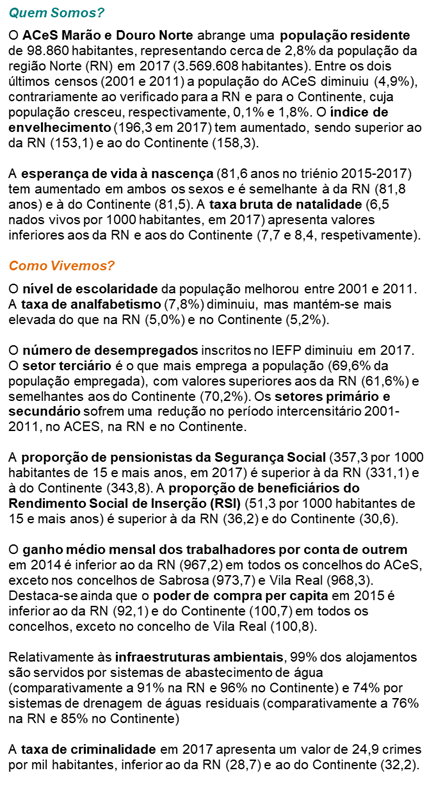 Quem Somos?
O ACeS Marão e Douro Norte abrange uma população residente
de 98.860 habitantes, representando cerca de 2,8% da população da
região Norte (RN) em 2017 (3.569.608 habitantes). Entre os dois
últimos censos (2001 e 2011) a população do ACeS diminuiu (4,9%),
contrariamente ao verificado para a RN e para o Continente, cuja
população cresceu, respectivamente, 0,1% e 1,8%. O índice de
envelhecimento (196,3 em 2017) tem aumentado, sendo superior ao
da RN (153,1) e ao do Continente (158,3).
A esperança de vida à nascença (81,6 anos no triénio 2015-2017)
tem aumentado em ambos os sexos e é semelhante à da RN (81,8
anos) e à do Continente (81,5). A taxa bruta de natalidade (6,5
nados vivos por 1000 habitantes, em 2017) apresenta valores
inferiores aos da RN e aos do Continente (7,7 e 8,4, respetivamente).
Como Vivemos?
O nível de escolaridade da população melhorou entre 2001 e 2011.
A taxa de analfabetismo (7,8%) diminuiu, mas mantém-se mais
elevada do que na RN (5,0%) e no Continente (5,2%).
O número de desempregados inscritos no IEFP diminuiu em 2017.
O setor terciário é o que mais emprega a população (69,6% da
população empregada), com valores superiores aos da RN (61,6%) e
semelhantes aos do Continente (70,2%). Os setores primário e
secundário sofrem uma redução no período intercensitário 2001-
2011, no ACES, na RN e no Continente.
A proporção de pensionistas da Segurança Social (357,3 por 1000
habitantes de 15 e mais anos, em 2017) é superior à da RN (331,1) e
à do Continente (343,8). A proporção de beneficiários do
Rendimento Social de Inserção (RSI) (51,3 por 1000 habitantes de
15 e mais anos) é superior à da RN (36,2) e do Continente (30,6).
O ganho médio mensal dos trabalhadores por conta de outrem
em 2014 é inferior ao da RN (967,2) em todos os concelhos do ACeS,
exceto nos concelhos de Sabrosa (973,7) e Vila Real (968,3).
Destaca-se ainda que o poder de compra per capita em 2015 é
inferior ao da RN (92,1) e do Continente (100,7) em todos os
concelhos, exceto no concelho de Vila Real (100,8).
Relativamente às infraestruturas ambientais, 99% dos alojamentos
são servidos por sistemas de abastecimento de água
(comparativamente a 91% na RN e 96% no Continente) e 74% por
sistemas de drenagem de águas residuais (comparativamente a 76%
na RN e 85% no Continente)
A taxa de criminalidade em 2017 apresenta um valor de 24,9 crimes
por mil habitantes, inferior ao da RN (28,7) e ao do Continente (32,2).